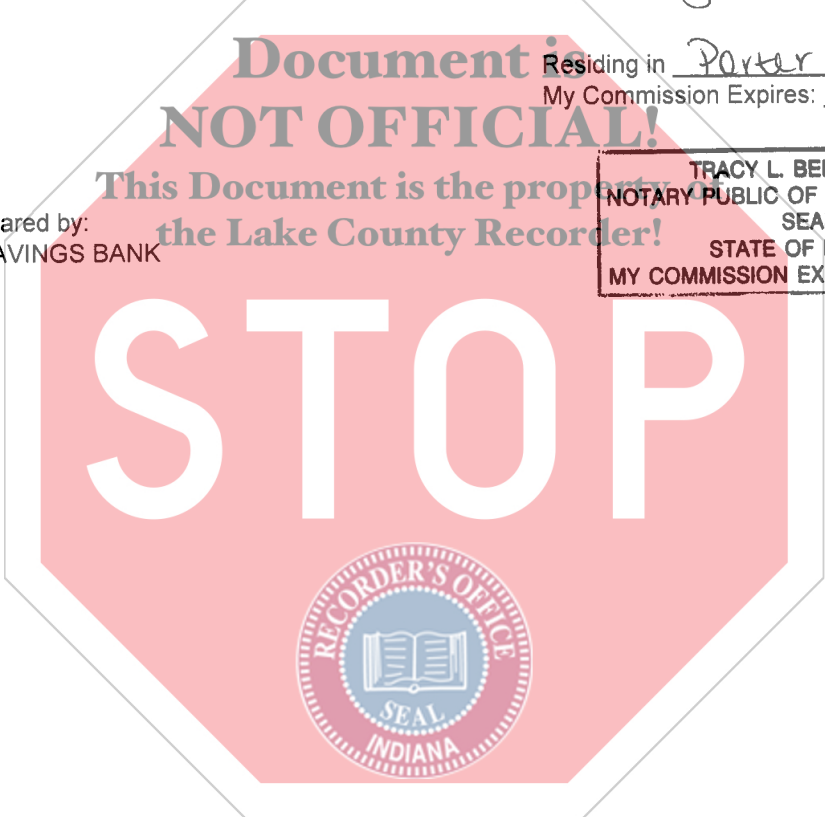 Document is
Residing in Porter
My Commission Expires:
NOT OFFICIAL!
TRACY L. BE
This Document is the property of
NOTARY PUBLIC OF
SEA
ared by:
the Lake County Recorder!
AVINGS BANK
STATE OF
MY COMMISSION EX
STOP
RECORDER'S OFFICE
SEAL
INDIANA